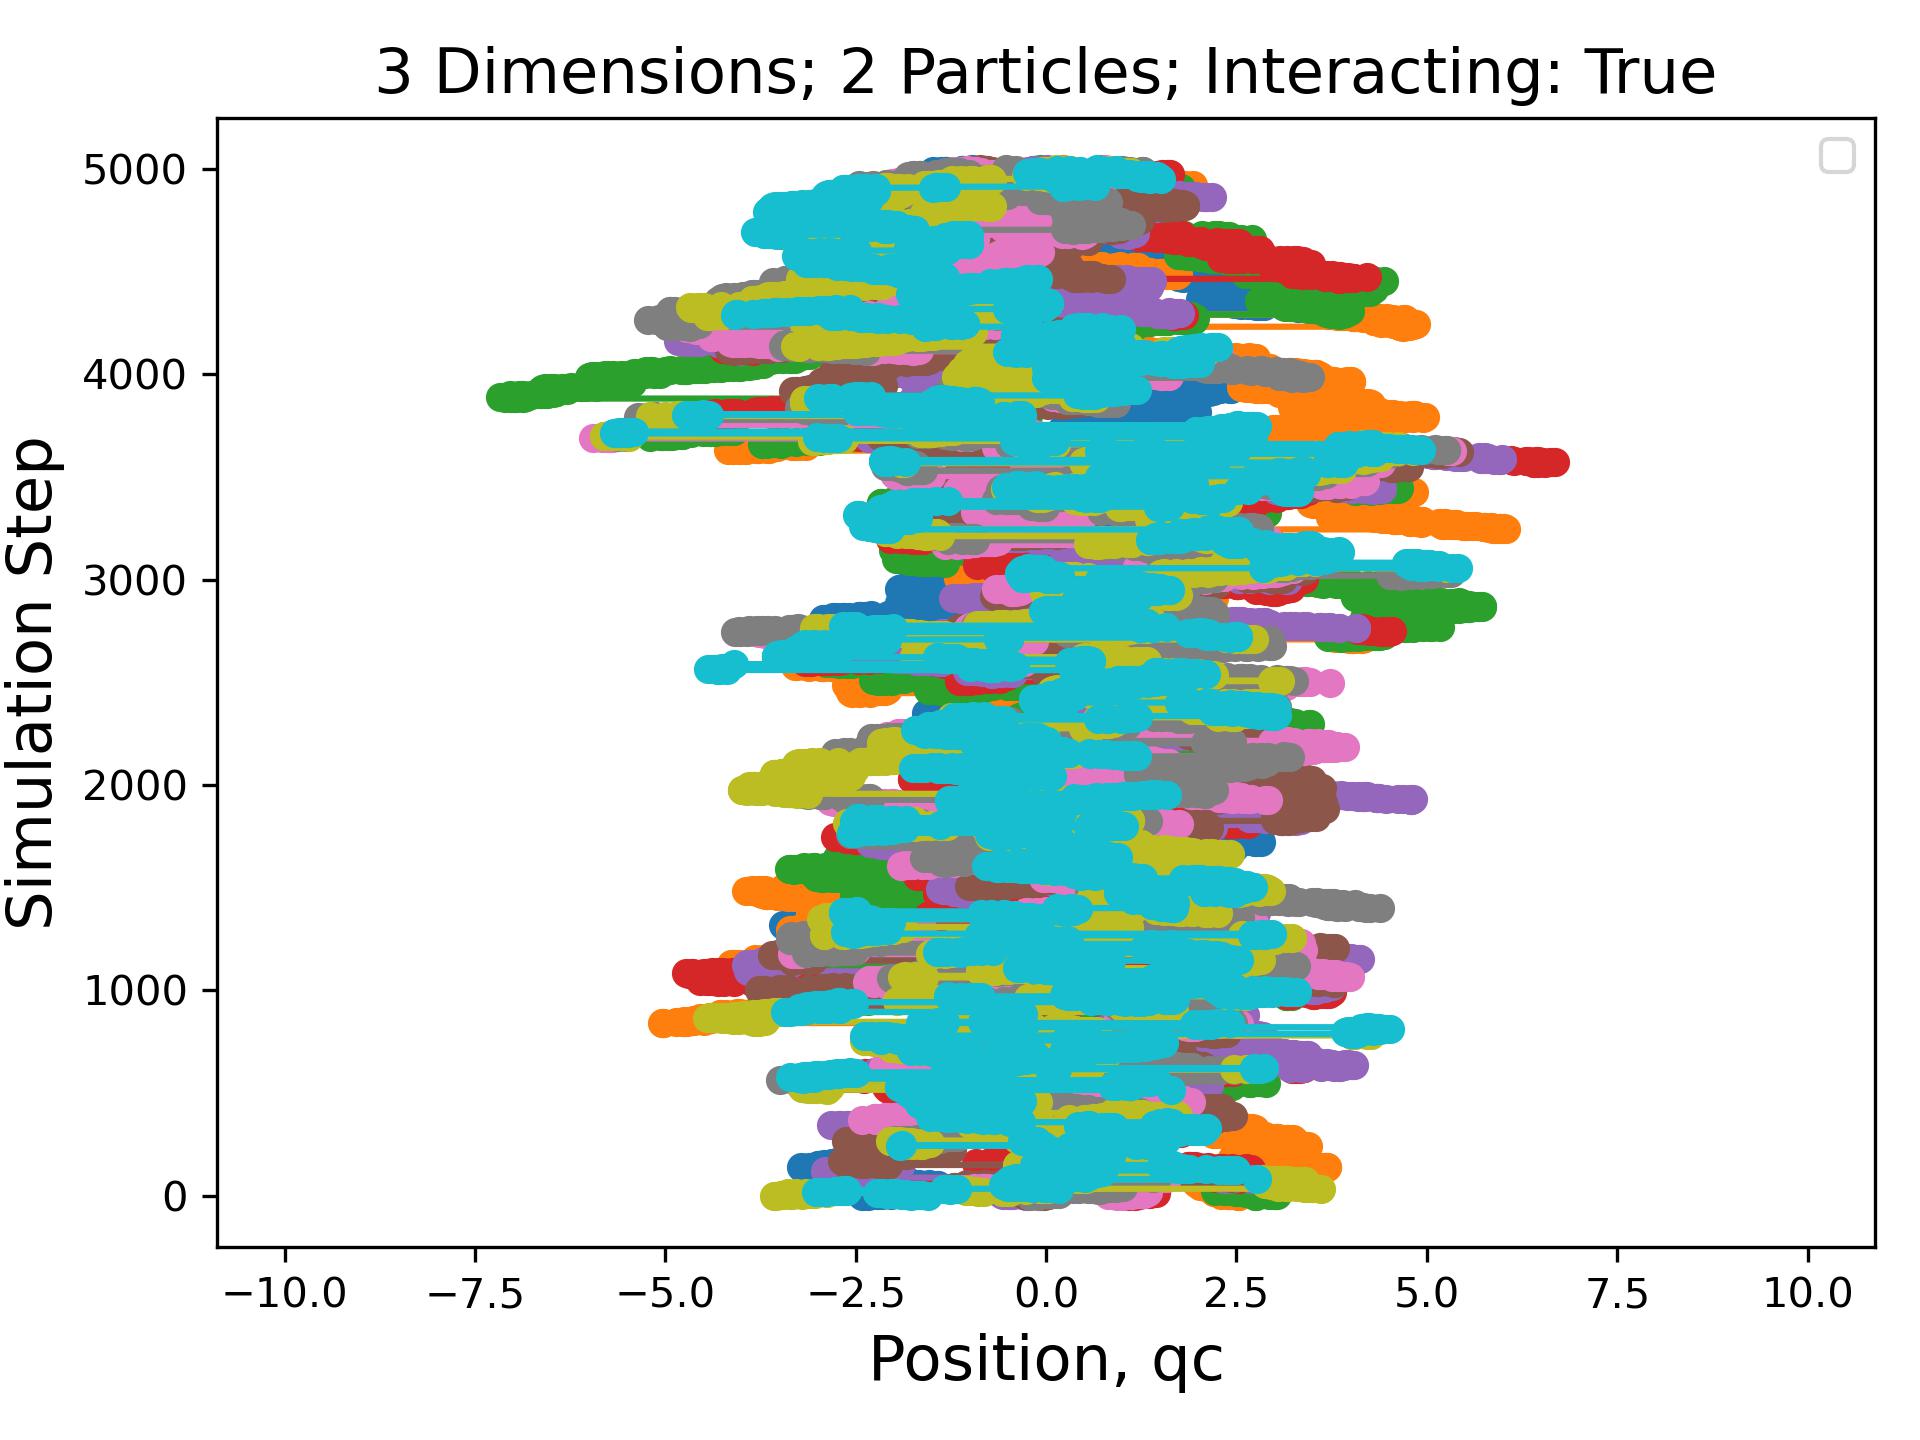 3 Dimensions; 2 Particles; Interacting: True
5000
4000
3000
2000
1000
0
Simulation Step
−10.0 −7.5 −5.0 −2.5 0.0 2.5 5.0 7.5 10.0
Position, qc